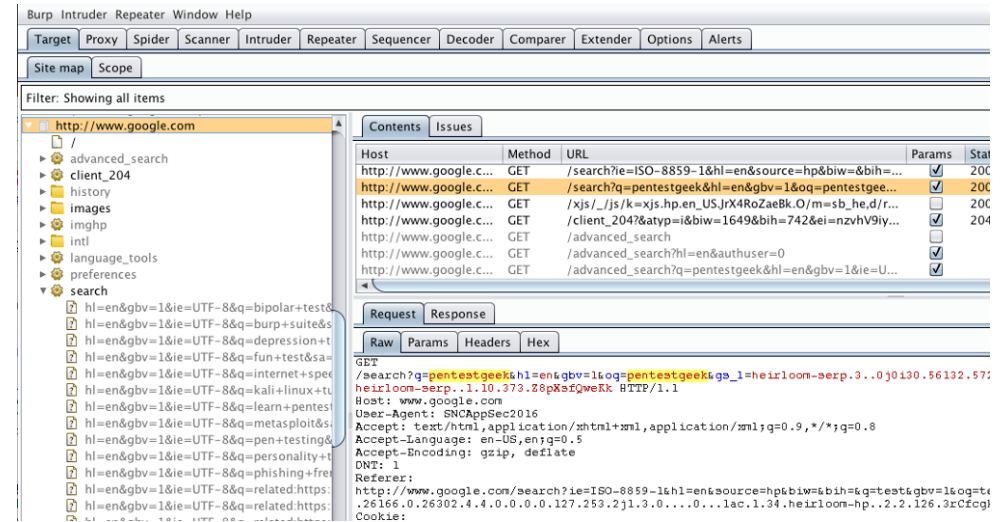 Burp Intruder Repeater Window Help
Target Proxy Spider Scanner Intruder Repeater Sequencer Decoder Comparer Extender Options Alerts
Site map Scope
Filter: Showing all items
http://www.google.com
/
advanced_search
client_204
history
images
imghp
intl
language_tools
preferences
search
hl=en&gbv=1&ie=UTF-8&q=bipolar+test&
hl=en&gbv=1&ie=UTF-8&q=burp+suite&s
hl=en&gbv=1&ie=UTF-8&q=depression+t
hl=en&gbv=1&ie=UTF-8&q=fun+test&sa=
hl=en&gbv=1&ie=UTF-8&q=internet+spee
hl=en&gbv=1&ie=UTF-8&q=kali+linux+tu
hl=en&gbv=1&ie=UTF-8&q=learn+pentest
hl=en&gbv=1&ie=UTF-8&q=metasploit&s
hl=en&gbv=1&ie=UTF-8&q=pen+testing&
hl=en&gbv=1&ie=UTF-8&q=personality+t
hl=en&gbv=1&ie=UTF-8&q=phishing+fre
hl=en&gbv=1&ie=UTF-8&q=related:https:
hl=en&gbv=1&ie=UTF-8&q=related:https:
Contents Issues
Host Method URL Params Stat
http://www.google.c... GET /search?ie=ISO-8859-1&hl=en&source=hp&biw=&bih=... 200
http://www.google.c... GET /search?q=pentestgeek&hl=en&gbv=1&oq=pentestgee... 200
http://www.google.c... GET /xjs/_/js/k=xjs.hp.en_US.JrX4RoZaeBk.O/m=sb_he,d/r... 200
http://www.google.c... GET /client_204?&atyp=i&biw=1649&bih=742&ei=nzvhV9iy... 204
http://www.google.c... GET /advanced_search
http://www.google.c... GET /advanced_search?hl=en&authuser=0
http://www.google.c... GET /advanced_search?q=pentestgeek&hl=en&gbv=1&ie=U...
Request Response
Raw Params Headers Hex
GET
/search?q=pentestgeek&hl=en&gbv=1&oq=pentestgeek&gs_l=heirloom-serp.3..0j0i30.56132.572
heirloom-serp..1.10.373.Z8pXsfQweKk HTTP/1.1
Host: www.google.com
User-Agent: SNCAppSec2016
Accept: text/html,application/xhtml+xml,application/xml;q=0.9,*/*;q=0.8
Accept-Language: en-US,en;q=0.5
Accept-Encoding: gzip, deflate
DNT: 1
Referer:
http://www.google.com/search?ie=ISO-8859-1&hl=en&source=hp&biw=&bih=&q=test&gbv=1&oq=te
.26166.0.26302.4.4.0.0.0.0.127.253.2j1.3.0....0...1ac.1.34.heirloom-hp..2.2.126.3rCfcgk
Cookie: